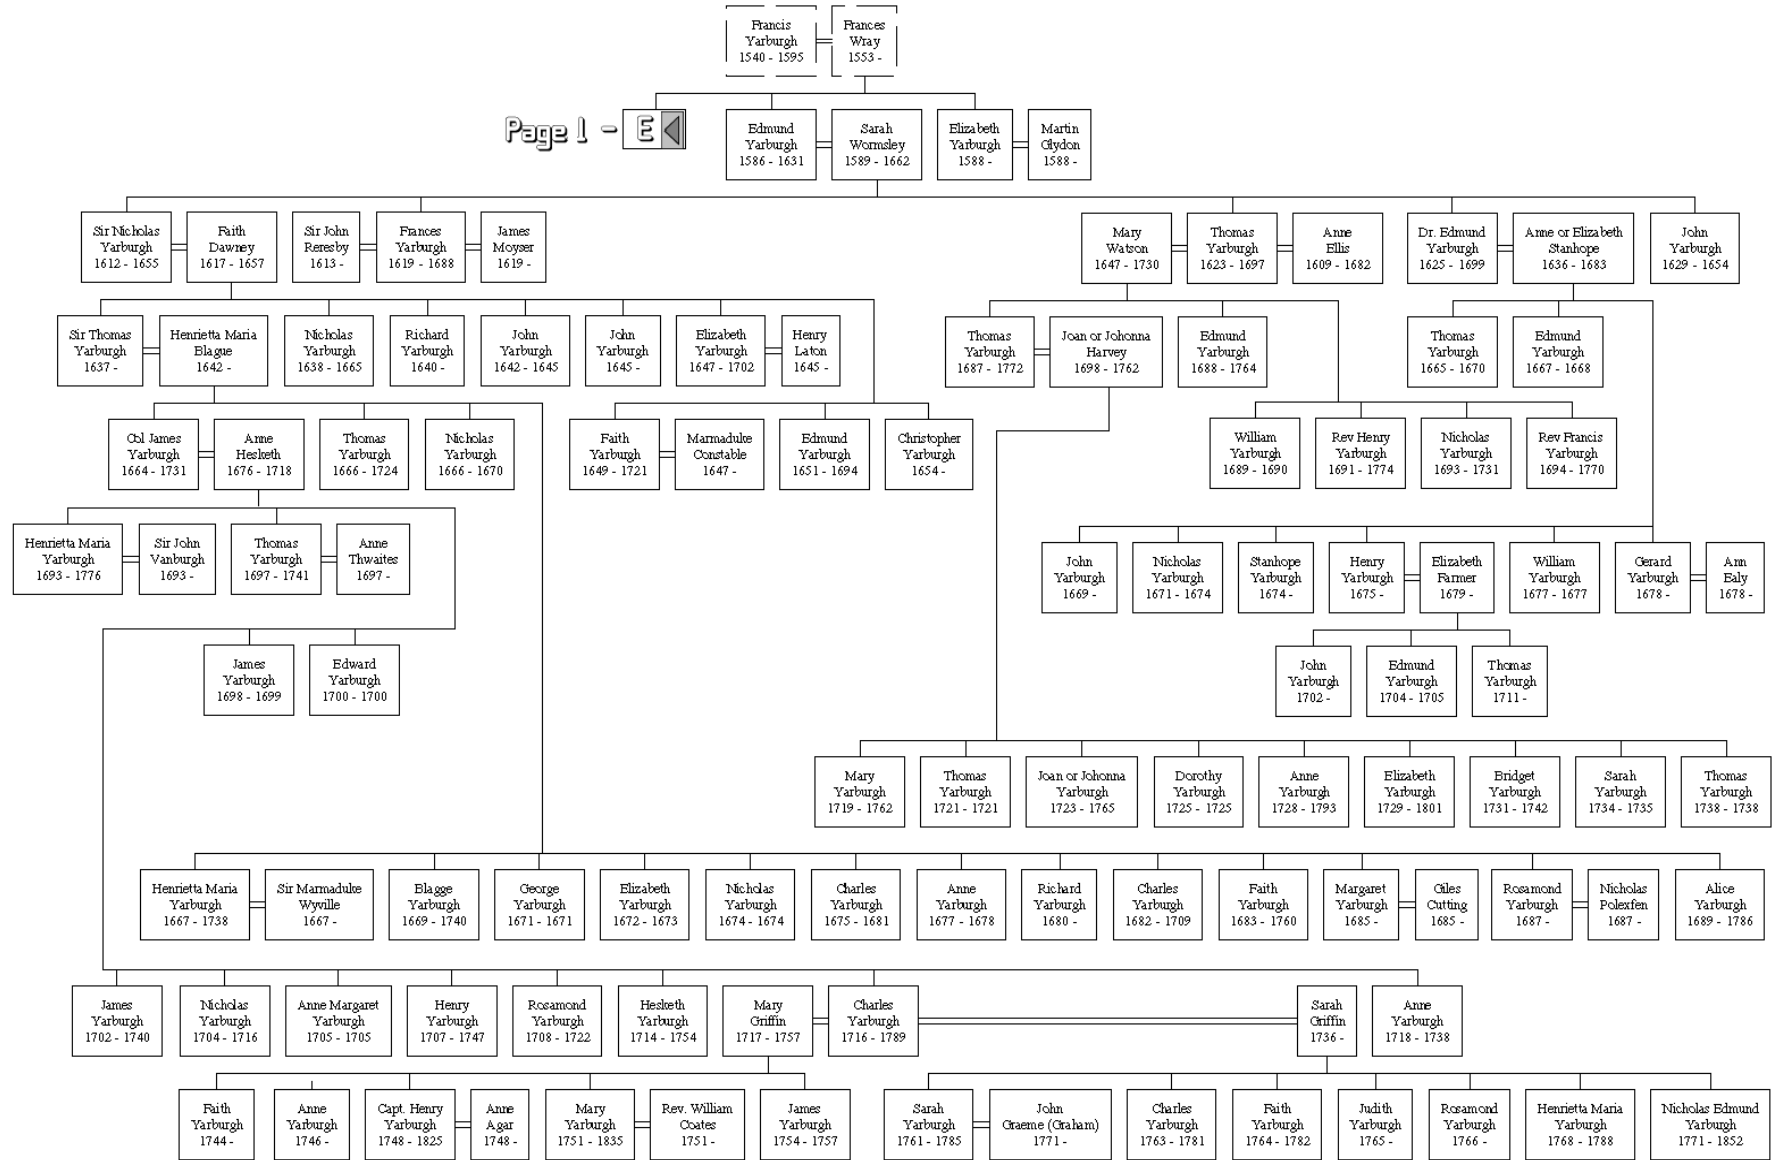 Francis
Yarburgh
1540 - 1595
Frances
Wray
1553 -
Page 1 - E
Edmund
Yarburgh
1586 - 1631
Sarah
Wormsley
1589 - 1662
Elizabeth
Yarburgh
1588 -
Martin
Glydon
1588 -
Sir Nicholas
Yarburgh
1612 - 1655
Faith
Dawney
1617 - 1657
Sir John
Reresby
1613 -
Frances
Yarburgh
1619 - 1688
James
Moyser
1619 -
Mary
Watson
1647 - 1730
Thomas
Yarburgh
1623 - 1697
Anne
Ellis
1609 - 1682
Dr. Edmund
Yarburgh
1625 - 1699
Anne or Elizabeth
Stanhope
1636 - 1683
John
Yarburgh
1629 - 1654
Sir Thomas
Yarburgh
1637 -
Henrietta Maria
Blague
1642 -
Nicholas
Yarburgh
1638 - 1665
Richard
Yarburgh
1640 -
John
Yarburgh
1642 - 1645
John
Yarburgh
1645 -
Elizabeth
Yarburgh
1647 - 1702
Henry
Laton
1645 -
Thomas
Yarburgh
1687 - 1772
Joan or Johonna
Harvey
1698 - 1762
Edmund
Yarburgh
1688 - 1764
Thomas
Yarburgh
1665 - 1670
Edmund
Yarburgh
1667 - 1668
Col James
Yarburgh
1664 - 1731
Anne
Hesketh
1676 - 1718
Thomas
Yarburgh
1666 - 1724
Nicholas
Yarburgh
1666 - 1670
Faith
Yarburgh
1649 - 1721
Marmaduke
Constable
1647 -
Edmund
Yarburgh
1651 - 1694
Christopher
Yarburgh
1654 -
William
Yarburgh
1689 - 1690
Rev Henry
Yarburgh
1691 - 1774
Nicholas
Yarburgh
1693 - 1731
Rev Francis
Yarburgh
1694 - 1770
Henrietta Maria
Yarburgh
1693 - 1776
Sir John
Vanburgh
1693 -
Thomas
Yarburgh
1697 - 1741
Anne
Thwaites
1697 -
John
Yarburgh
1669 -
Nicholas
Yarburgh
1671 - 1674
Stanhope
Yarburgh
1674 -
Henry
Yarburgh
1675 -
Elizabeth
Farmer
1679 -
William
Yarburgh
1677 - 1677
Gerard
Yarburgh
1678 -
Ann
Ealy
1678 -
James
Yarburgh
1698 - 1699
Edward
Yarburgh
1700 - 1700
John
Yarburgh
1702 -
Edmund
Yarburgh
1704 - 1705
Thomas
Yarburgh
1711 -
Mary
Yarburgh
1719 - 1762
Thomas
Yarburgh
1721 - 1721
Joan or Johonna
Yarburgh
1723 - 1765
Dorothy
Yarburgh
1725 - 1725
Anne
Yarburgh
1728 - 1793
Elizabeth
Yarburgh
1729 - 1801
Bridget
Yarburgh
1731 - 1742
Sarah
Yarburgh
1734 - 1735
Thomas
Yarburgh
1738 - 1738
Henrietta Maria
Yarburgh
1667 - 1738
Sir Marmaduke
Wyville
1667 -
Blagge
Yarburgh
1669 - 1740
George
Yarburgh
1671 - 1671
Elizabeth
Yarburgh
1672 - 1673
Nicholas
Yarburgh
1674 - 1674
Charles
Yarburgh
1675 - 1681
Anne
Yarburgh
1677 - 1678
Richard
Yarburgh
1680 -
Charles
Yarburgh
1682 - 1709
Faith
Yarburgh
1683 - 1760
Margaret
Yarburgh
1685 -
Giles
Cutting
1685 -
Rosamond
Yarburgh
1687 -
Nicholas
Polexfen
1687 -
Alice
Yarburgh
1689 - 1786
James
Yarburgh
1702 - 1740
Nicholas
Yarburgh
1704 - 1716
Anne Margaret
Yarburgh
1705 - 1705
Henry
Yarburgh
1707 - 1747
Rosamond
Yarburgh
1708 - 1722
Hesketh
Yarburgh
1714 - 1754
Mary
Griffin
1717 - 1757
Charles
Yarburgh
1716 - 1789
Sarah
Griffin
1736 -
Anne
Yarburgh
1718 - 1738
Faith
Yarburgh
1744 -
Anne
Yarburgh
1746 -
Capt. Henry
Yarburgh
1748 - 1825
Anne
Agar
1748 -
Mary
Yarburgh
1751 - 1835
Rev. William
Coates
1751 -
James
Yarburgh
1754 - 1757
Sarah
Yarburgh
1761 - 1785
John
Graeme (Graham)
1771 -
Charles
Yarburgh
1763 - 1781
Faith
Yarburgh
1764 - 1782
Judith
Yarburgh
1765 -
Rosamond
Yarburgh
1766 -
Henrietta Maria
Yarburgh
1768 - 1788
Nicholas Edmund
Yarburgh
1771 - 1852